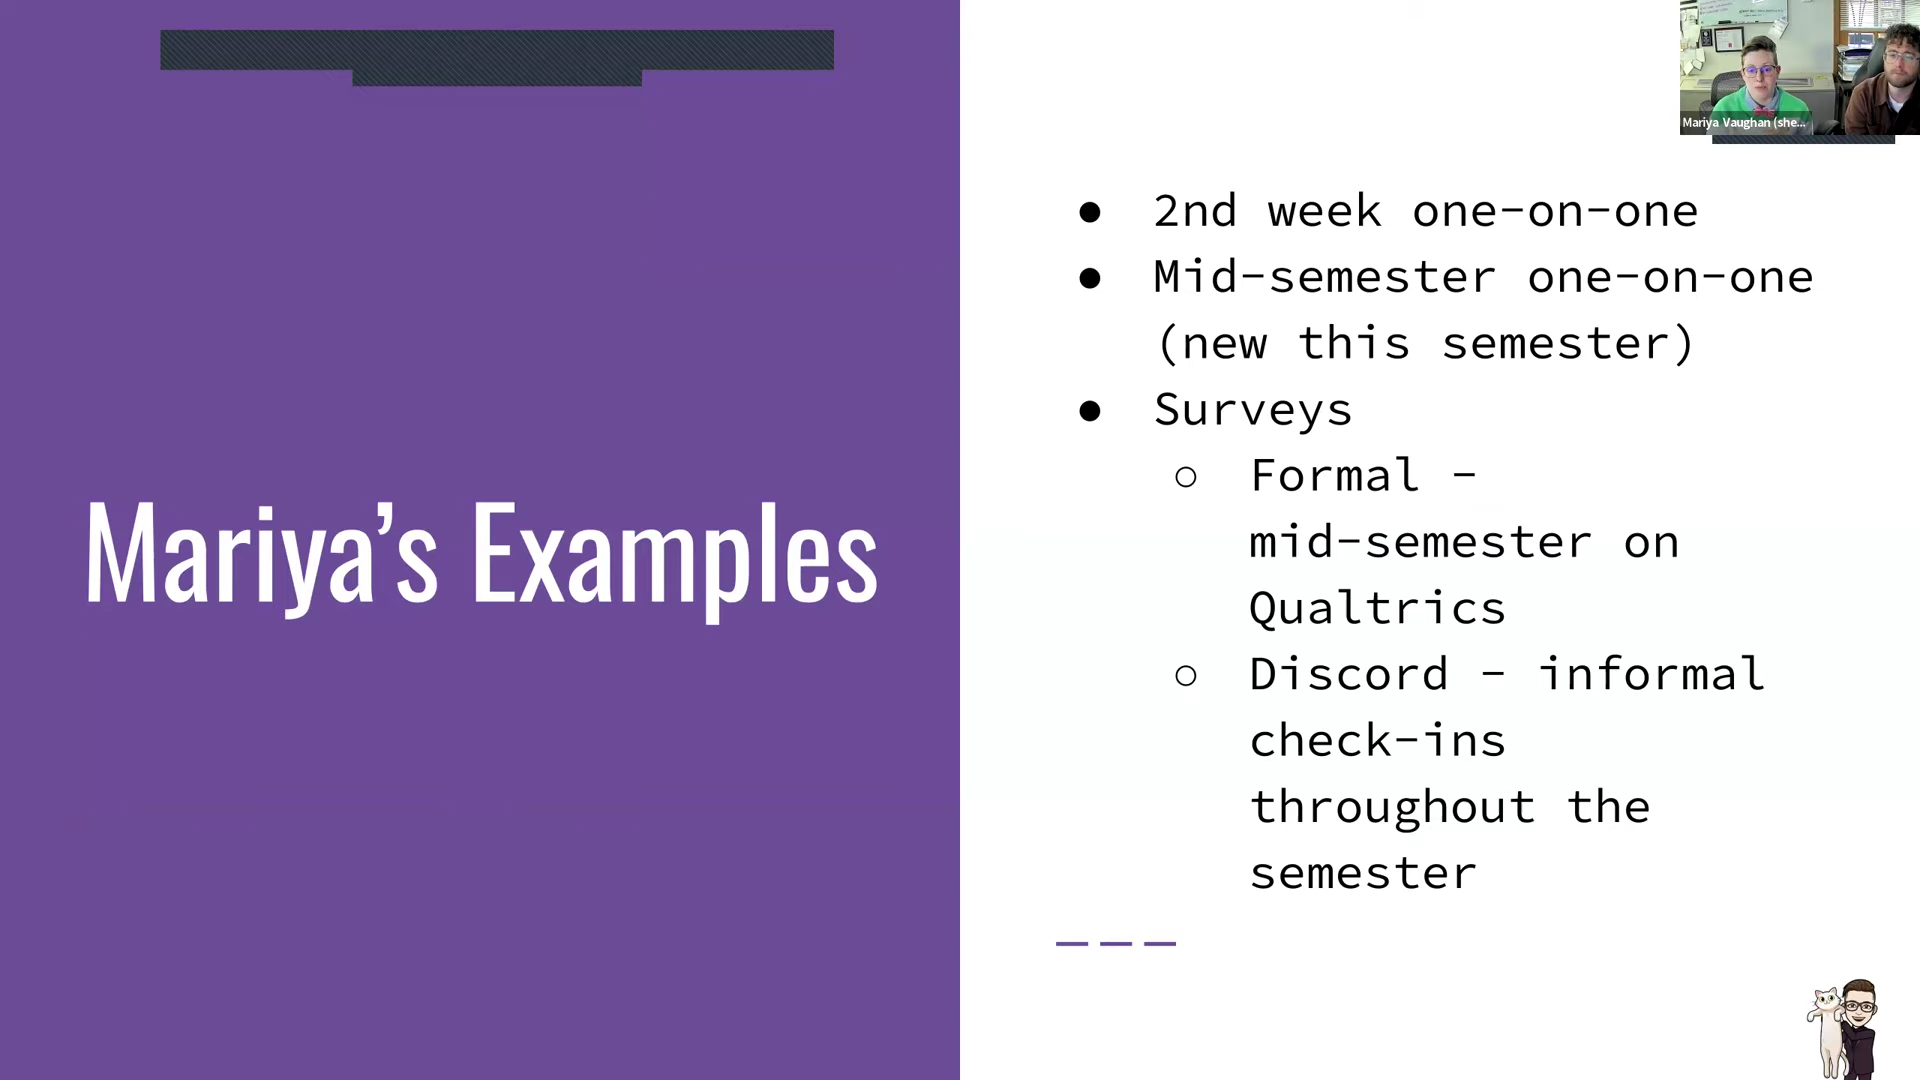 Mariya’s Examples
● 2nd week one-on-one
● Mid-semester one-on-one
(new this semester)
● Surveys
○ Formal -
mid-semester on
Qualtrics
○ Discord - informal
check-ins
throughout the
semester
Mariya Vaughan (she...